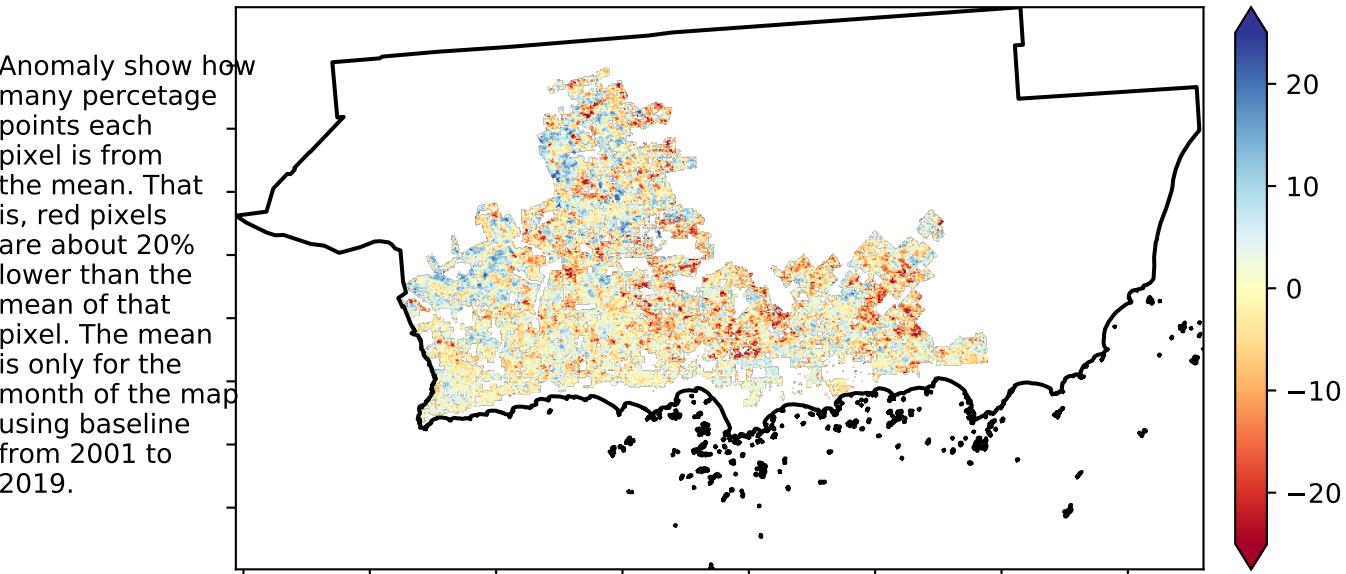 Anomaly show how
many percetage
points each
pixel is from
the mean. That
is, red pixels
are about 20%
lower than the
mean of that
pixel. The mean
is only for the
month of the map
using baseline
from 2001 to
2019.
20
10
0
−10
−20